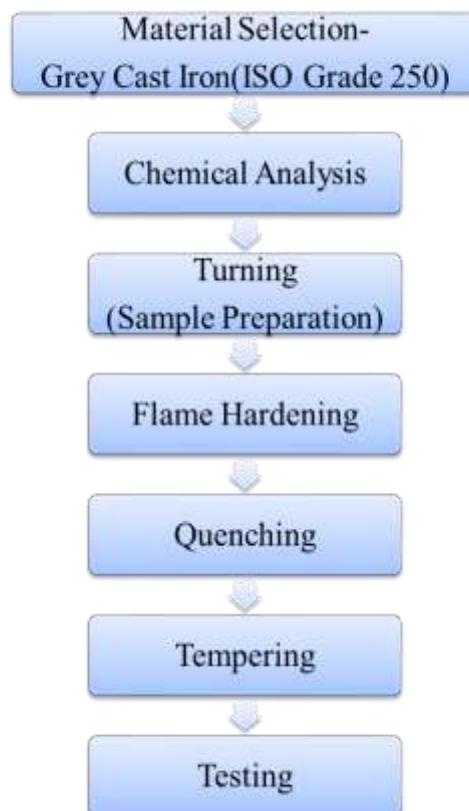 Material Selection-
Grey Cast Iron(ISO Grade 250)
Chemical Analysis
Turning
(Sample Preparation)
Flame Hardening
Quenching
Tempering
Testing